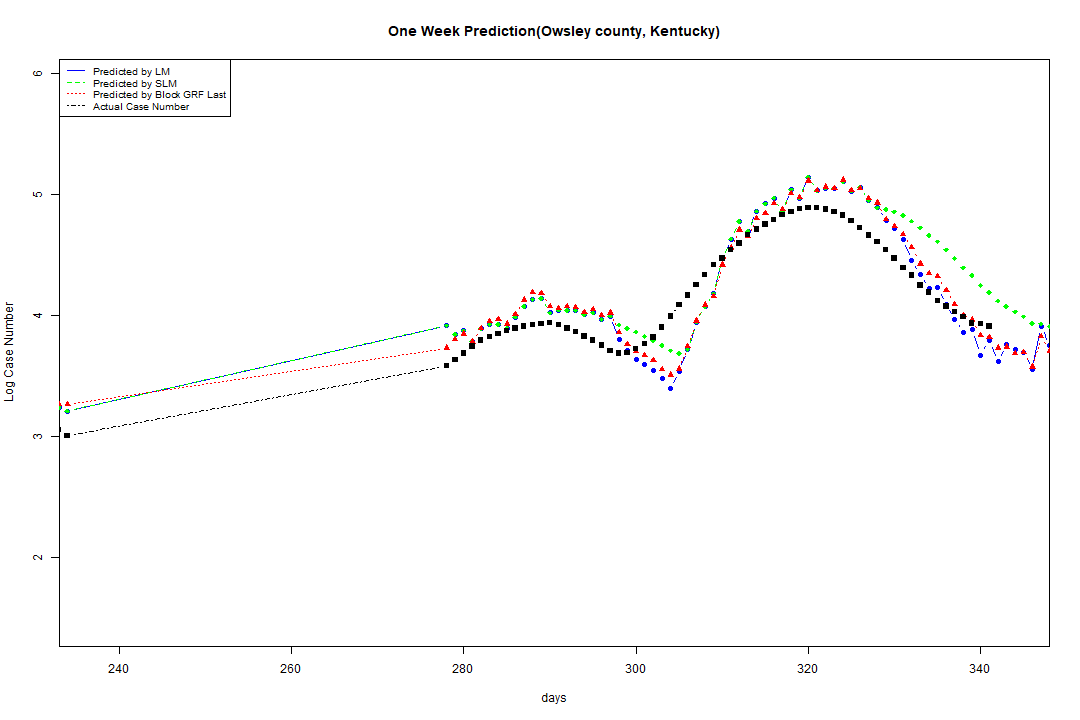 One Week Prediction(Owsley county, Kentucky)
Predicted by LM
Predicted by SLM
Predicted by Block GRF Last
Actual Case Number
6
5
4
3
2
Log Case Number
240 260 280 300 320 340
days